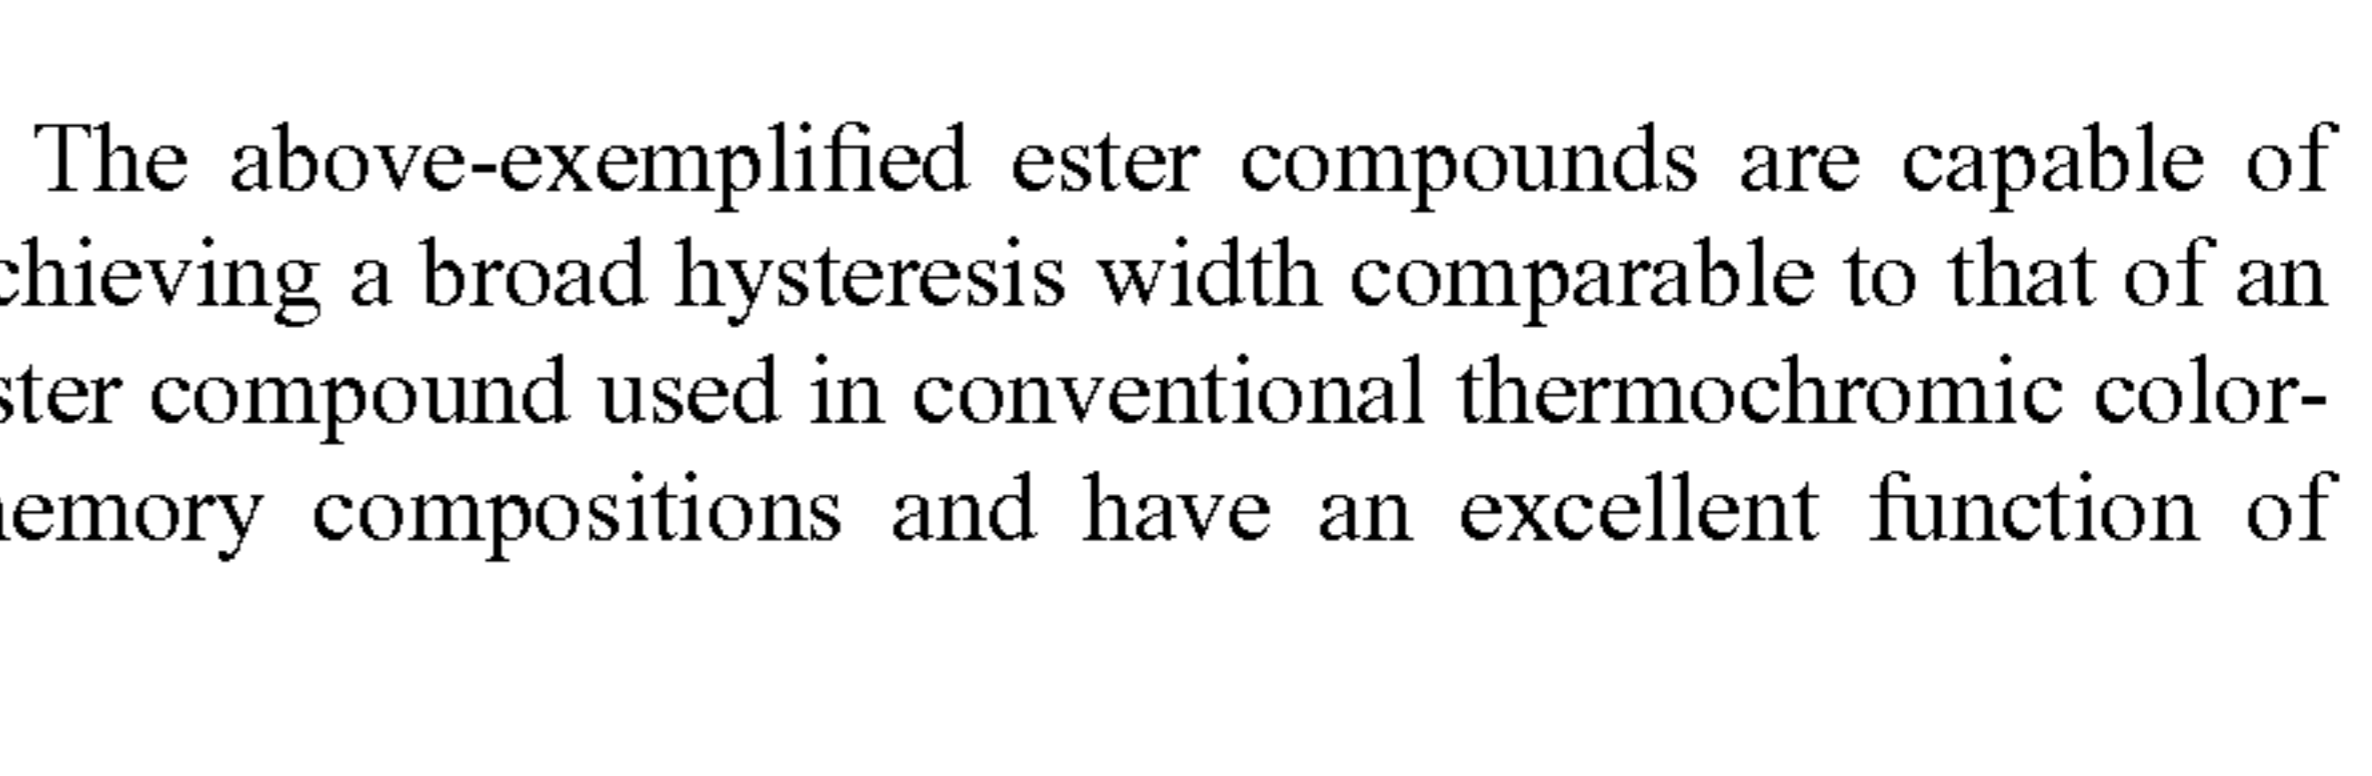 The above-exemplified ester compounds are capable of
chieving a broad hysteresis width comparable to that of an
ster compound used in conventional thermochromic color-
emory compositions and have an excellent function of